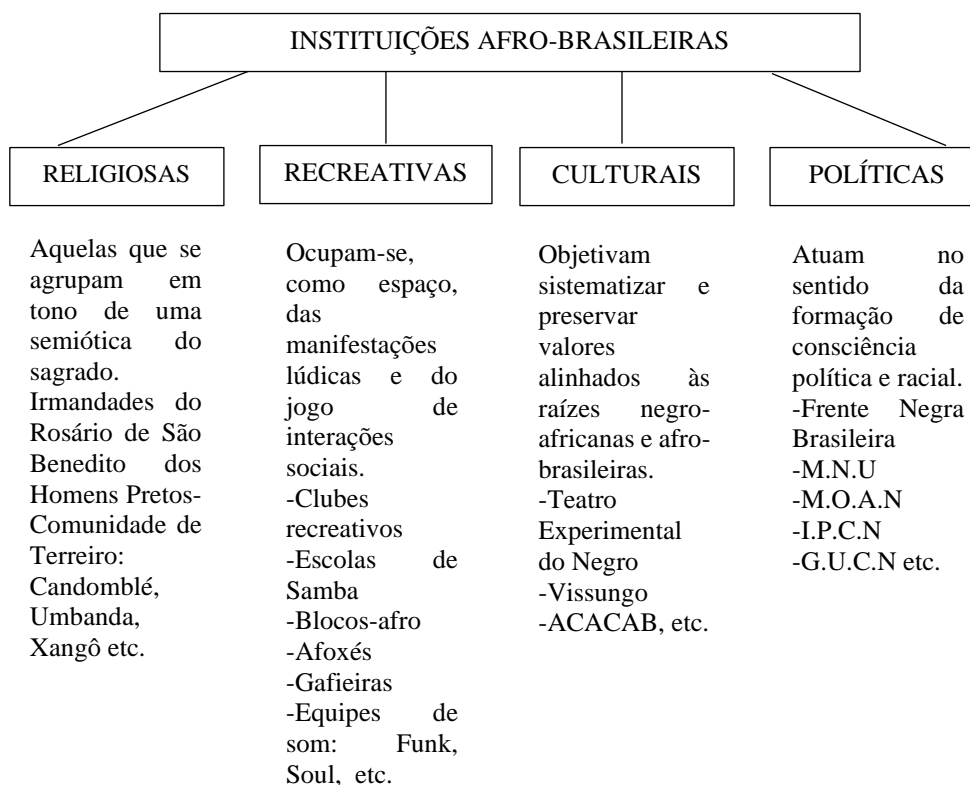 INSTITUIÇÕES AFRO-BRASILEIRAS
RELIGIOSAS
Aquelas que se
agrupam em
tono de uma
semiótica do
sagrado.
Irmandades do
Rosário de São
Benedito dos
Homens Pretos-
Comunidade de
Terreiro:
Candomblé,
Umbanda,
Xangô etc.
RECREATIVAS
Ocupam-se,
como espaço,
das
manifestações
lúdicas e do
jogo de
interações
sociais.
-Clubes
recreativos
-Escolas de
Samba
-Blocos-afro
-Afoxés
-Gafieiras
-Equipes de
som: Funk,
Soul, etc.
CULTURAIS
Objetivam
sistematizar e
preservar
valores
alinhados às
raízes negro-
africanas e afro-
brasileiras.
-Teatro
Experimental
do Negro
-Vissungo
-ACACAB, etc.
POLÍTICAS
Atuam no
sentido da
formação de
consciência
política e racial.
-Frente Negra
Brasileira
-M.N.U
-M.O.A.N
-I.P.C.N
-G.U.C.N etc.